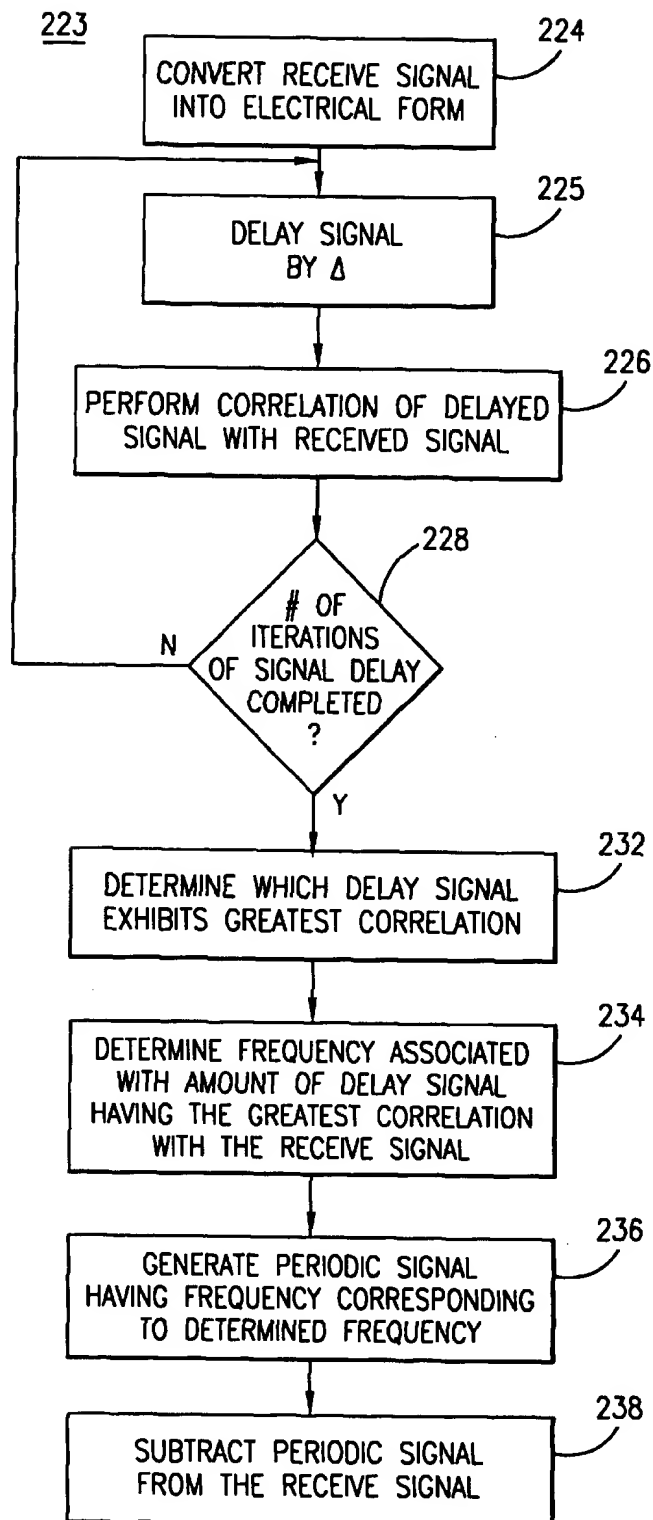 223
224
CONVERT RECEIVE SIGNAL
INTO ELECTRICAL FORM
225
DELAY SIGNAL
BY Δ
226
PERFORM CORRELATION OF DELAYED
SIGNAL WITH RECEIVED SIGNAL
228
# OF
ITERATIONS
OF SIGNAL DELAY
COMPLETED
?
N
Y
232
DETERMINE WHICH DELAY SIGNAL
EXHIBITS GREATEST CORRELATION
234
DETERMINE FREQUENCY ASSOCIATED
WITH AMOUNT OF DELAY SIGNAL
HAVING THE GREATEST CORRELATION
WITH THE RECEIVE SIGNAL
236
GENERATE PERIODIC SIGNAL
HAVING FREQUENCY CORRESPONDING
TO DETERMINED FREQUENCY
238
SUBTRACT PERIODIC SIGNAL
FROM THE RECEIVE SIGNAL